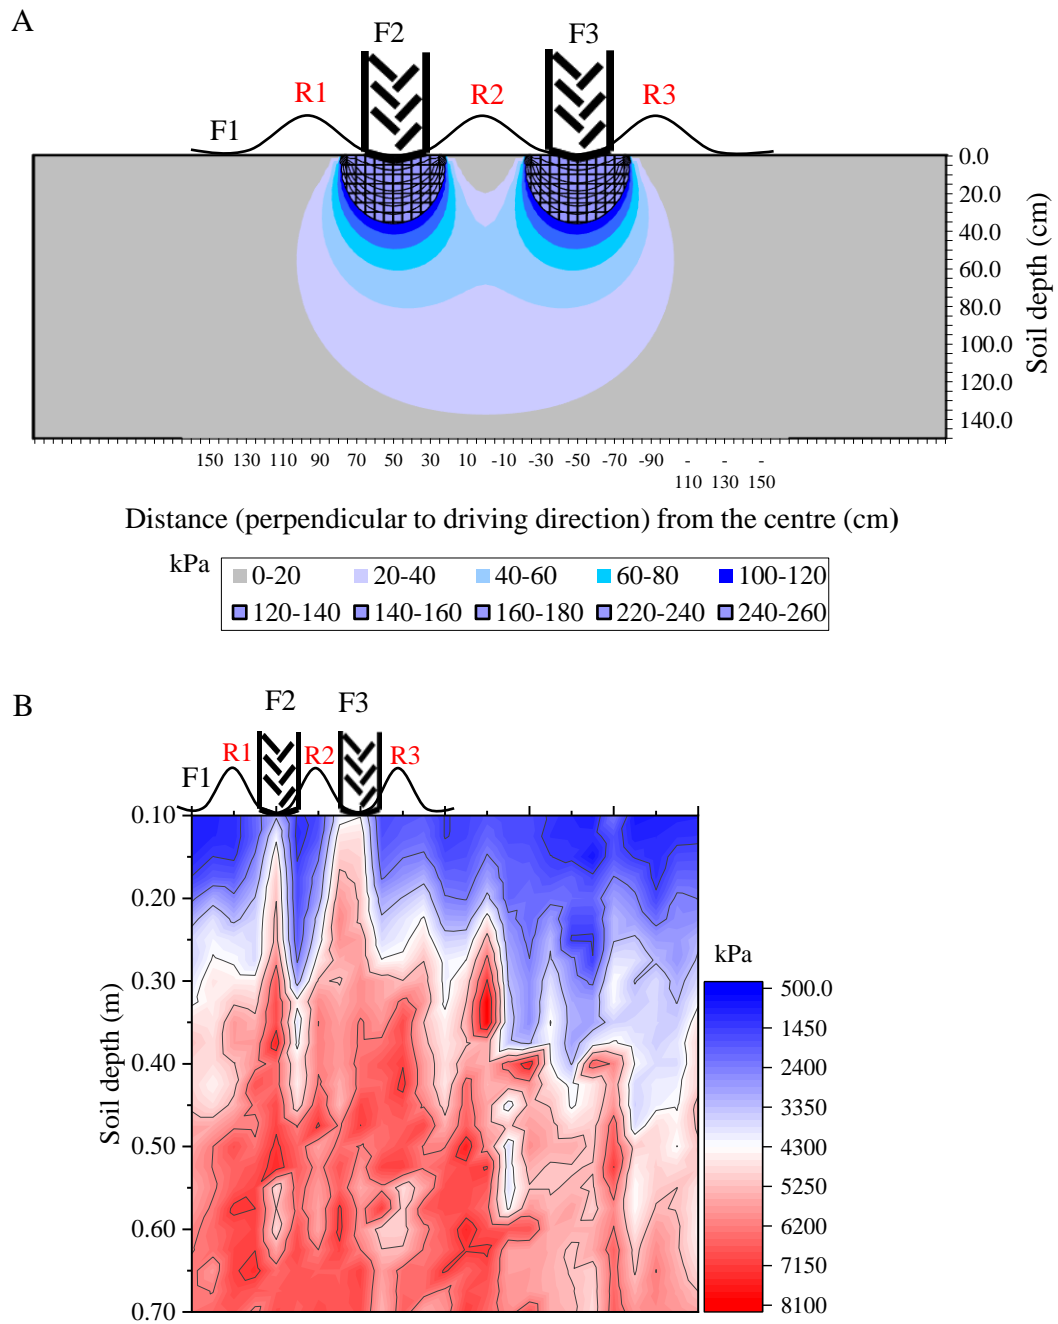 A
F2
F3
R1
R2
R3
F1
0.0
20.0
40.0
60.0
80.0
100.0
120.0
140.0
Soil depth (cm)
150 130 110 90 70 50 30 10 -10 -30 -50 -70 -90 - - -
110 130 150
Distance (perpendicular to driving direction) from the centre (cm)
kPa
0-20 20-40 40-60 60-80 100-120
120-140 140-160 160-180 220-240 240-260
B
F2
F3
R1
R2
R3
F1
0.10
0.20
0.30
0.40
0.50
0.60
0.70
Soil depth (m)
kPa
500.0
1450
2400
3350
4300
5250
6200
7150
8100